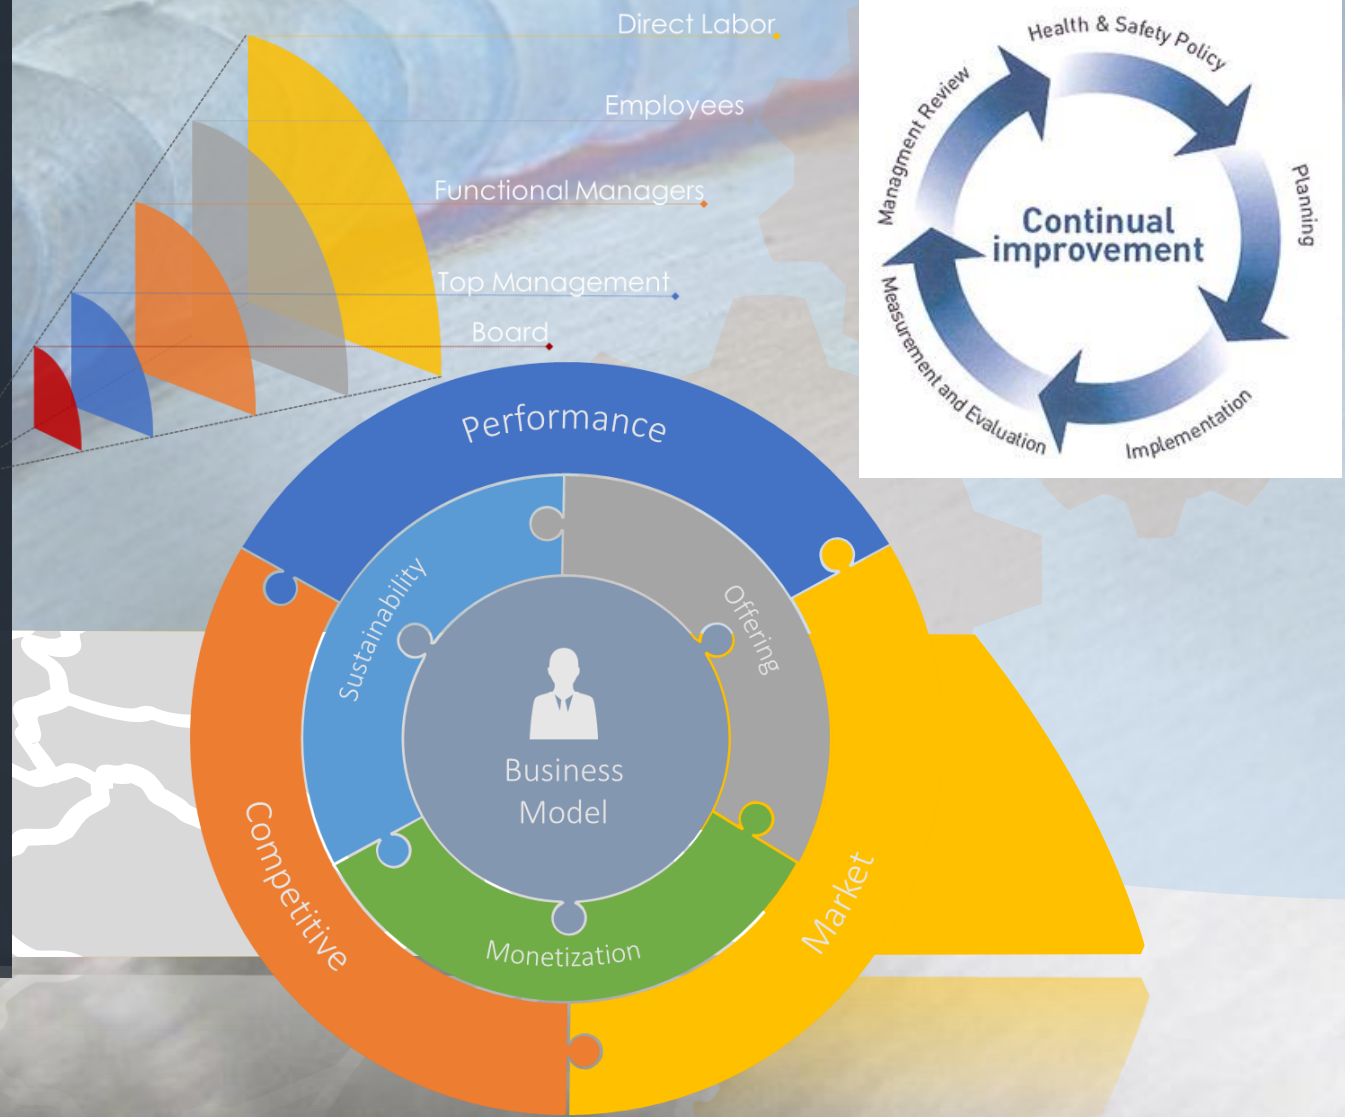 Direct Labor
Employees
Functional Managers
Top Management
Board
Health & Safety Policy
Planning
Implementation
Measurement and Evaluation
Managment Review
Continual
improvement
Performance
Sustainability
Offering
Business
Model
Competitive
Market
Monetization